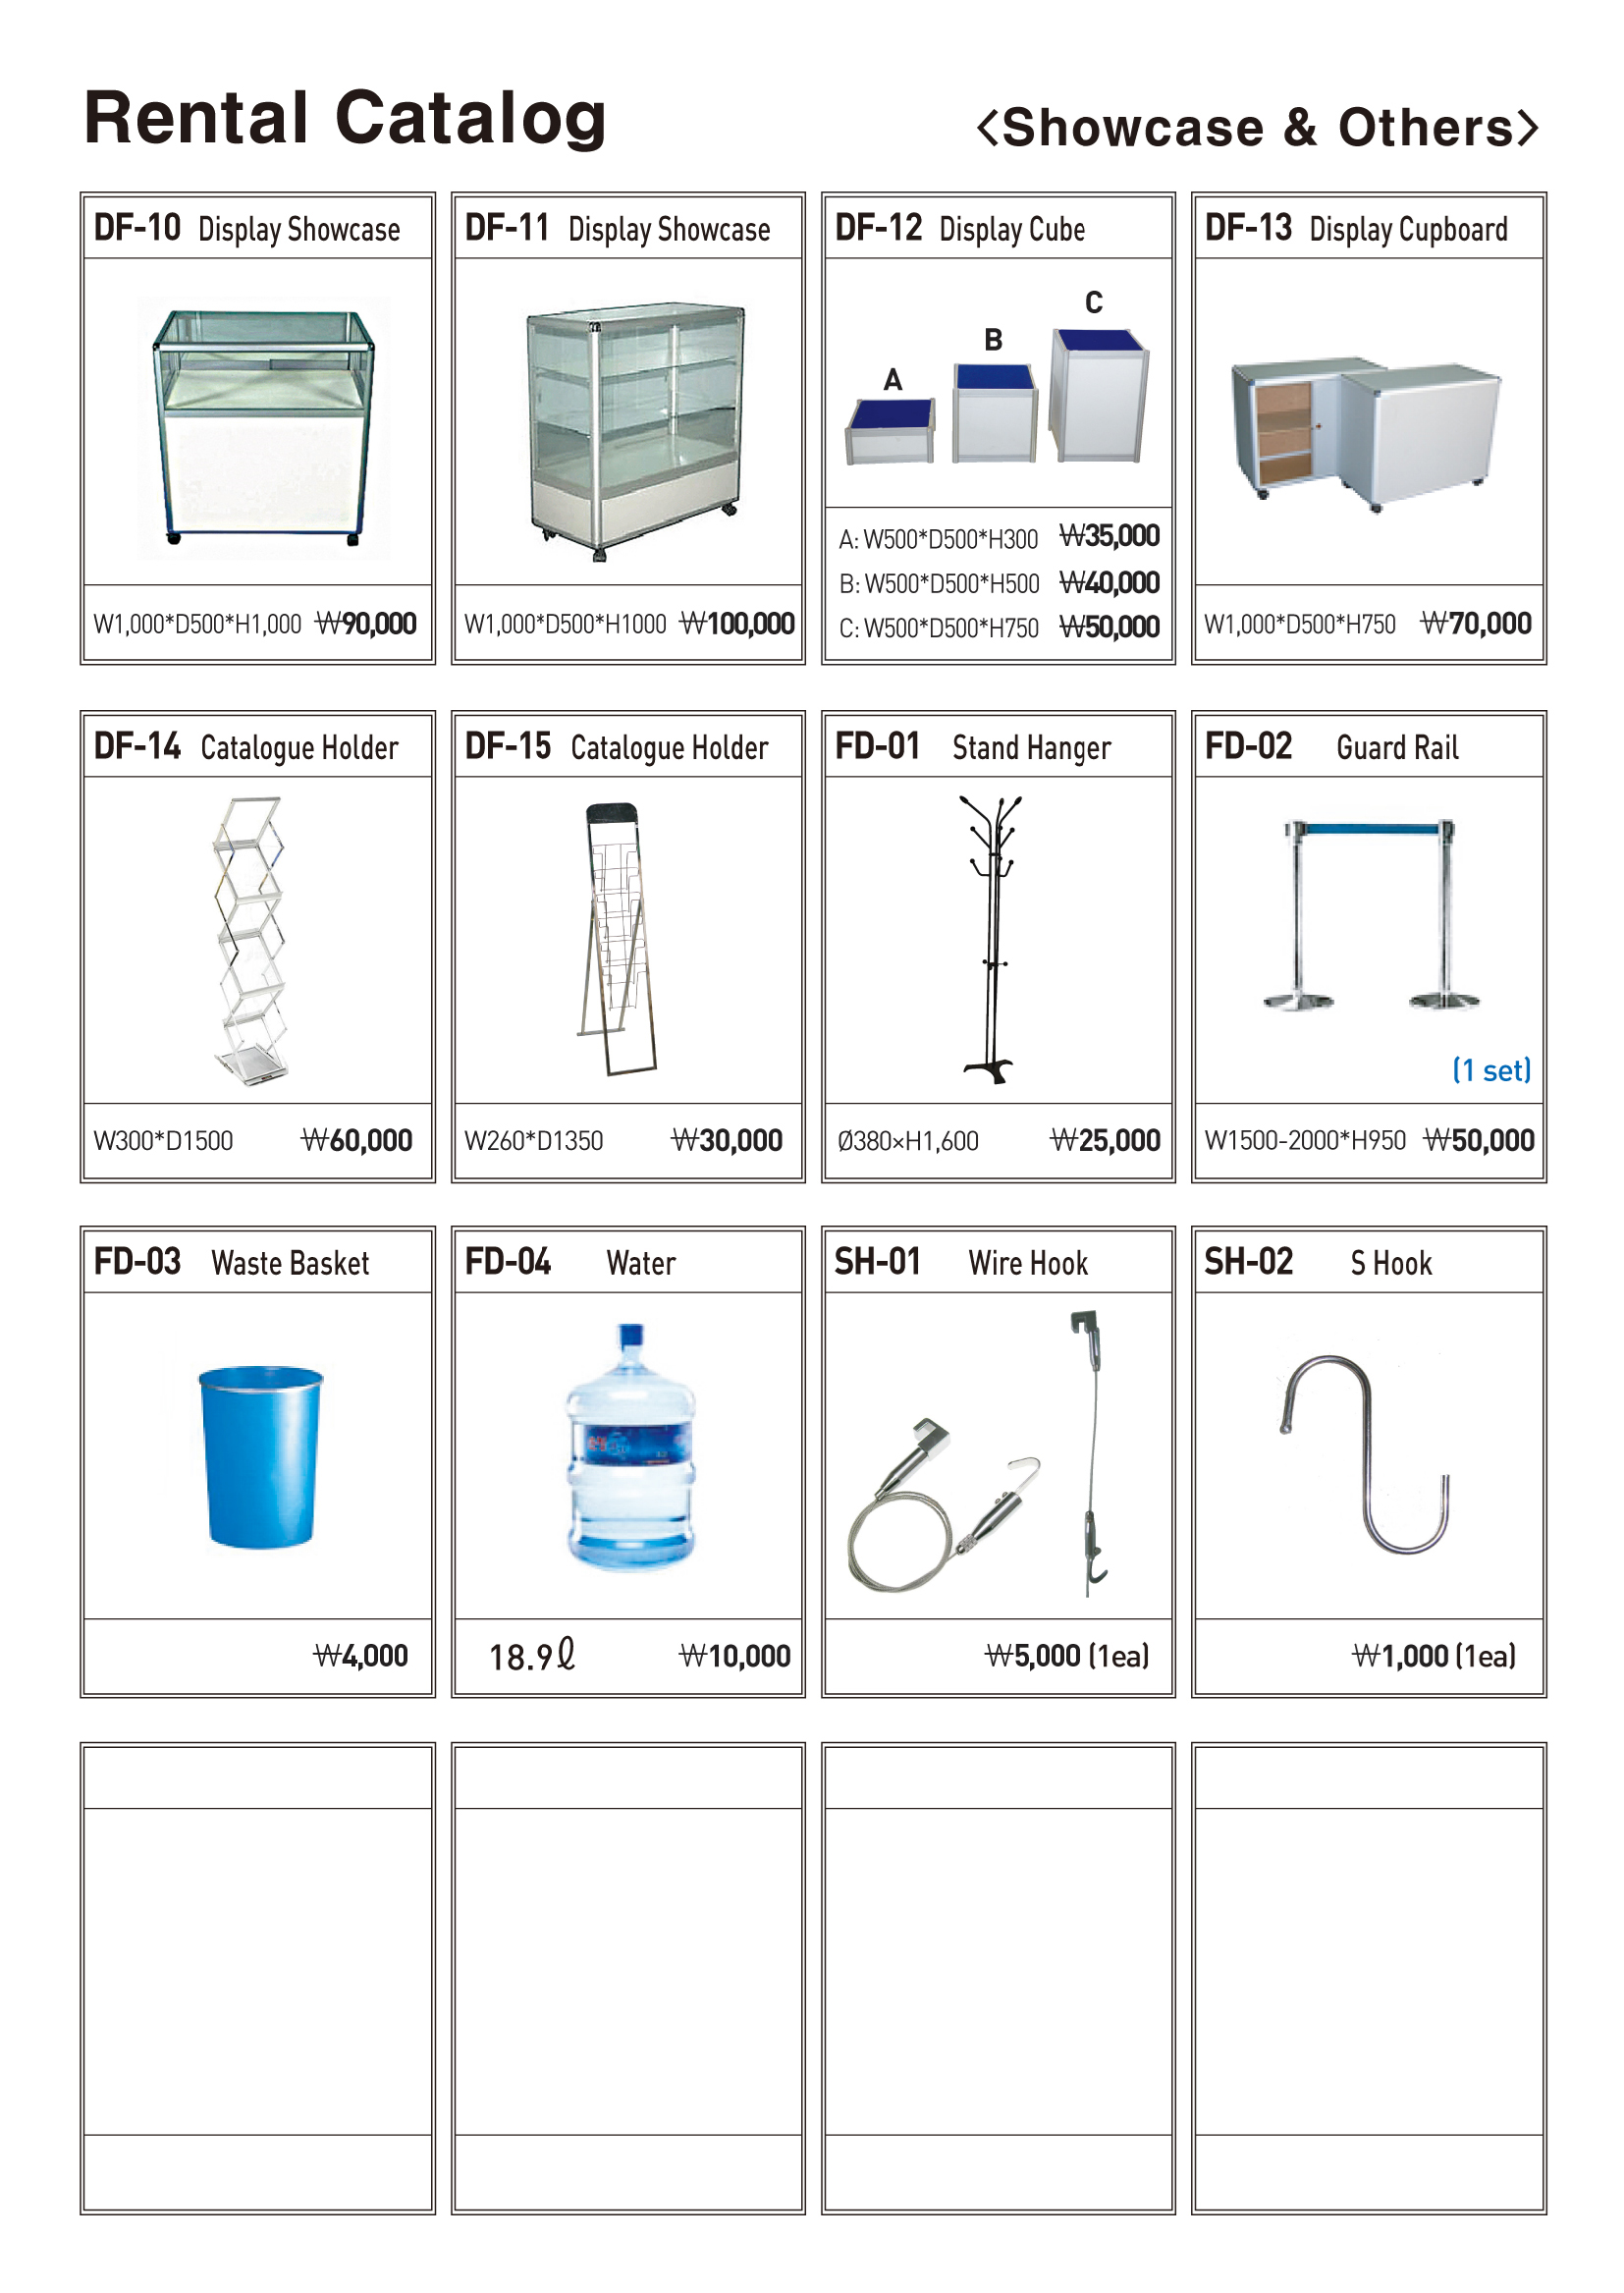 Rental Catalog
<Showcase & Others>
DF-10 Display Showcase
W1,000*D500*H1,000 ₩90,000
DF-11 Display Showcase
W1,000*D500*H1000 ₩100,000
DF-12 Display Cube
A
B
C
A: W500*D500*H300 ₩35,000
B: W500*D500*H500 ₩40,000
C: W500*D500*H750 ₩50,000
DF-13 Display Cupboard
W1,000*D500*H750 ₩70,000
DF-14 Catalogue Holder
W300*D1500 ₩60,000
DF-15 Catalogue Holder
W260*D1350 ₩30,000
FD-01 Stand Hanger
Ø380×H1,600 ₩25,000
FD-02 Guard Rail
(1 set)
W1500-2000*H950 ₩50,000
FD-03 Waste Basket
₩4,000
FD-04 Water
18.9ℓ ₩10,000
SH-01 Wire Hook
₩5,000 (1ea)
SH-02 S Hook
₩1,000 (1ea)